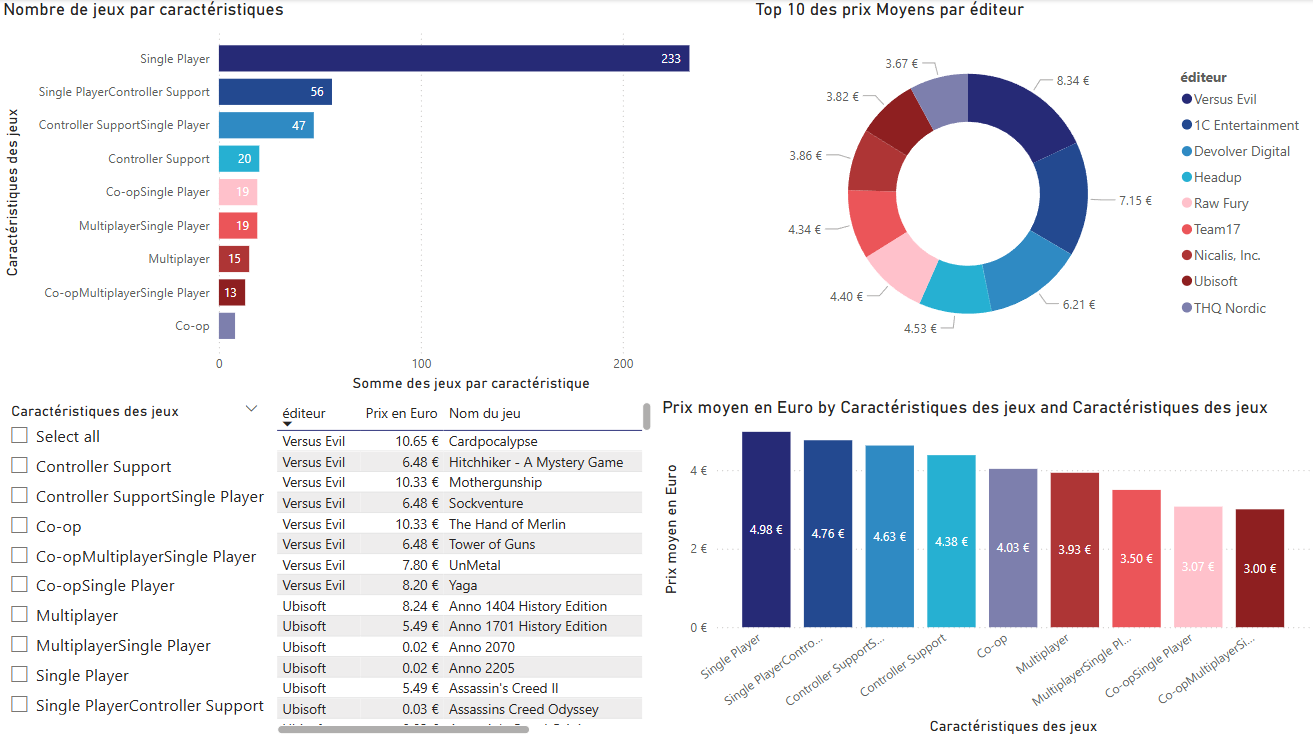 Nombre de jeux par caractéristiques
Caractéristiques des jeux
Single Player
233
Single PlayerController Support
56
Controller SupportSingle Player
47
Controller Support
20
Co-opSingle Player
19
MultiplayerSingle Player
19
Multiplayer
15
Co-opMultiplayerSingle Player
13
Co-op
0
100
200
Somme des jeux par caractéristique
Top 10 des prix Moyens par éditeur
8.34 €
7.15 €
6.21 €
4.53 €
4.40 €
4.34 €
3.86 €
3.82 €
3.67 €
éditeur
Versus Evil
1C Entertainment
Devolver Digital
Headup
Raw Fury
Team17
Nicalis, Inc.
Ubisoft
THQ Nordic
Caractéristiques des jeux
Select all
Controller Support
Controller SupportSingle Player
Co-op
Co-opMultiplayerSingle Player
Co-opSingle Player
Multiplayer
MultiplayerSingle Player
Single Player
Single PlayerController Support
éditeur Prix en Euro Nom du jeu
Versus Evil 10.65 € Cardpocalypse
Versus Evil 6.48 € Hitchhiker - A Mystery Game
Versus Evil 10.33 € Mothergunship
Versus Evil 6.48 € Sockventure
Versus Evil 10.33 € The Hand of Merlin
Versus Evil 6.48 € Tower of Guns
Versus Evil 7.80 € UnMetal
Versus Evil 8.20 € Yaga
Ubisoft 8.24 € Anno 1404 History Edition
Ubisoft 5.49 € Anno 1701 History Edition
Ubisoft 0.02 € Anno 2070
Ubisoft 0.02 € Anno 2205
Ubisoft 5.49 € Assassin's Creed II
Ubisoft 0.03 € Assassins Creed Odyssey
Prix moyen en Euro by Caractéristiques des jeux and Caractéristiques des jeux
Prix moyen en Euro
4 €
2 €
0 €
4.98 €
4.76 €
4.63 €
4.38 €
4.03 €
3.93 €
3.50 €
3.07 €
3.00 €
Single Player
Single PlayerContro...
Controller SupportS...
Controller Support
Co-op
Multiplayer
MultiplayerSingle Pl...
Co-opSingle Player
Co-opMultiplayerSi...
Caractéristiques des jeux